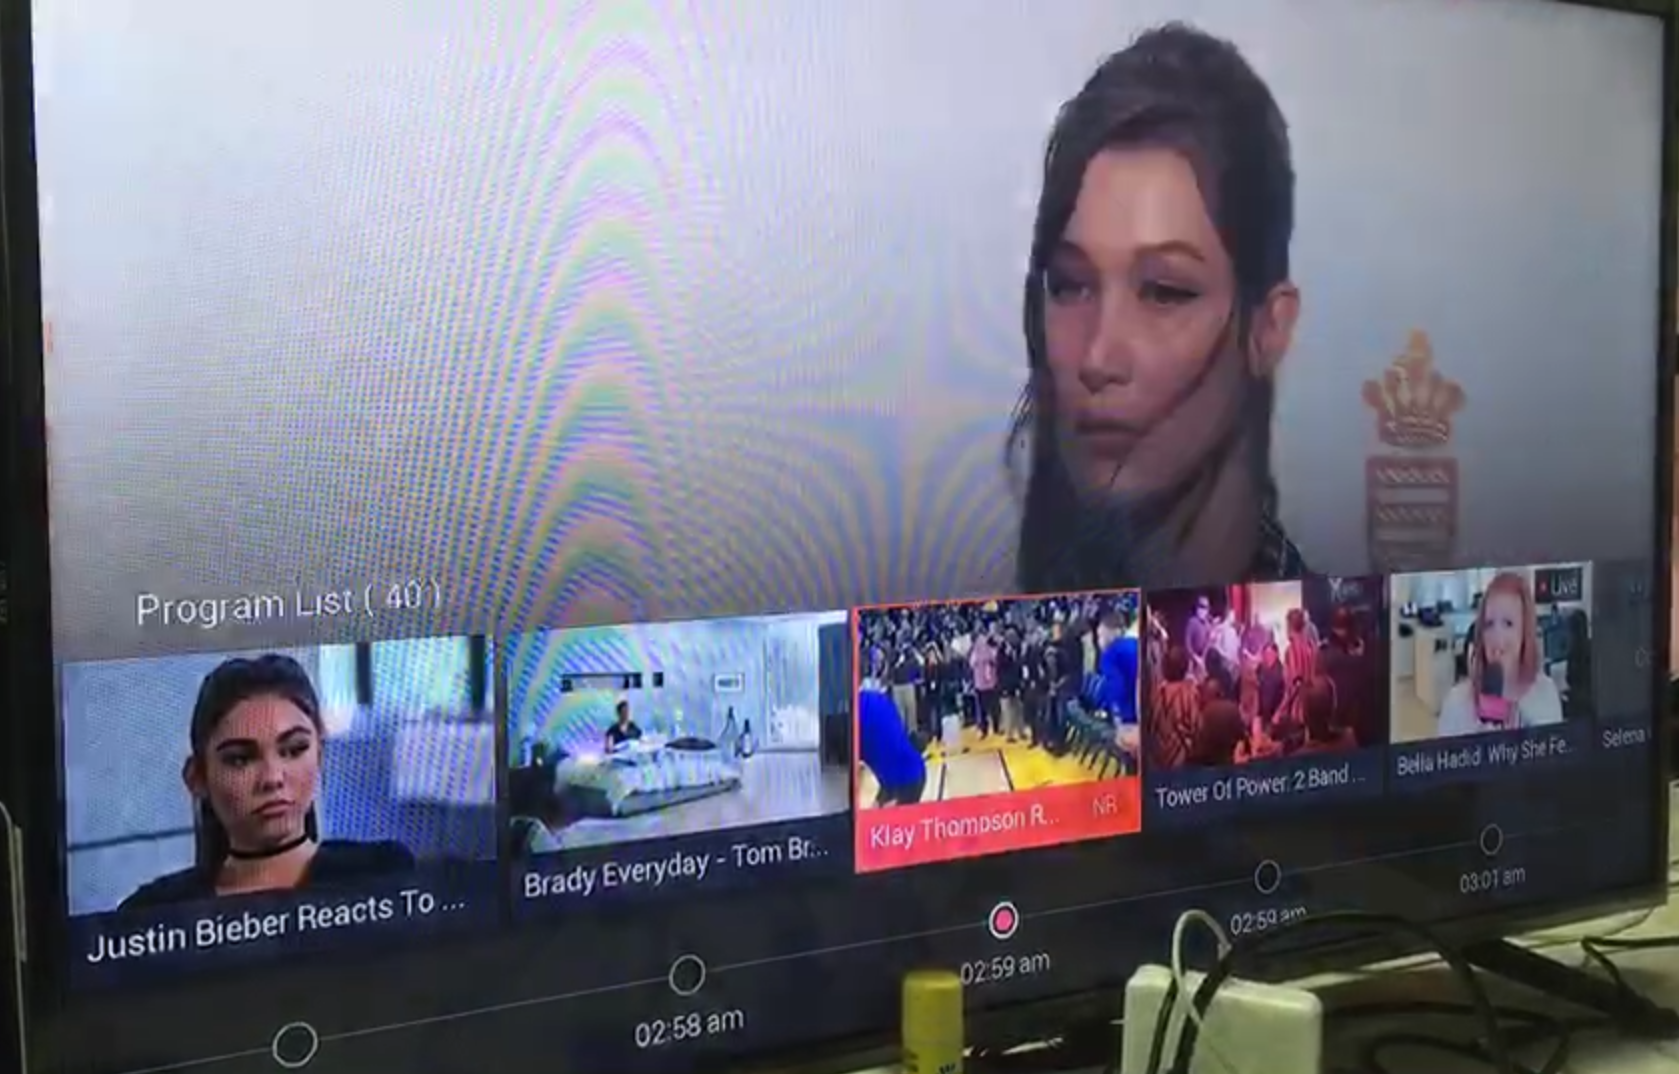 Program List ( 40 )
Live
Justin Bieber Reacts To ...
Brady Everyday - Tom Br...
Klay Thompson R... NR
Tower Of Power: 2 Band ...
Bella Hadid Why She Fe...
Selena
02:58 am
02:59 am
02:59 am
03:01 am